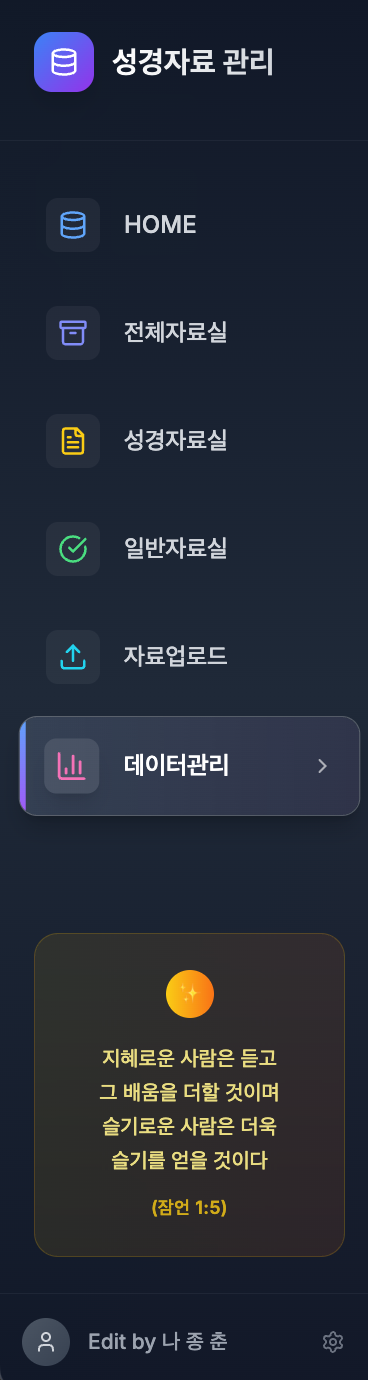 성경자료 관리
HOME
전체자료실
성경자료실
일반자료실
자료업로드
데이터관리
지혜로운 사람은 듣고
그 배움을 더할 것이며
슬기로운 사람은 더욱
슬기를 얻을 것이다
(잠언 1:5)
Edit by 나 종 춘